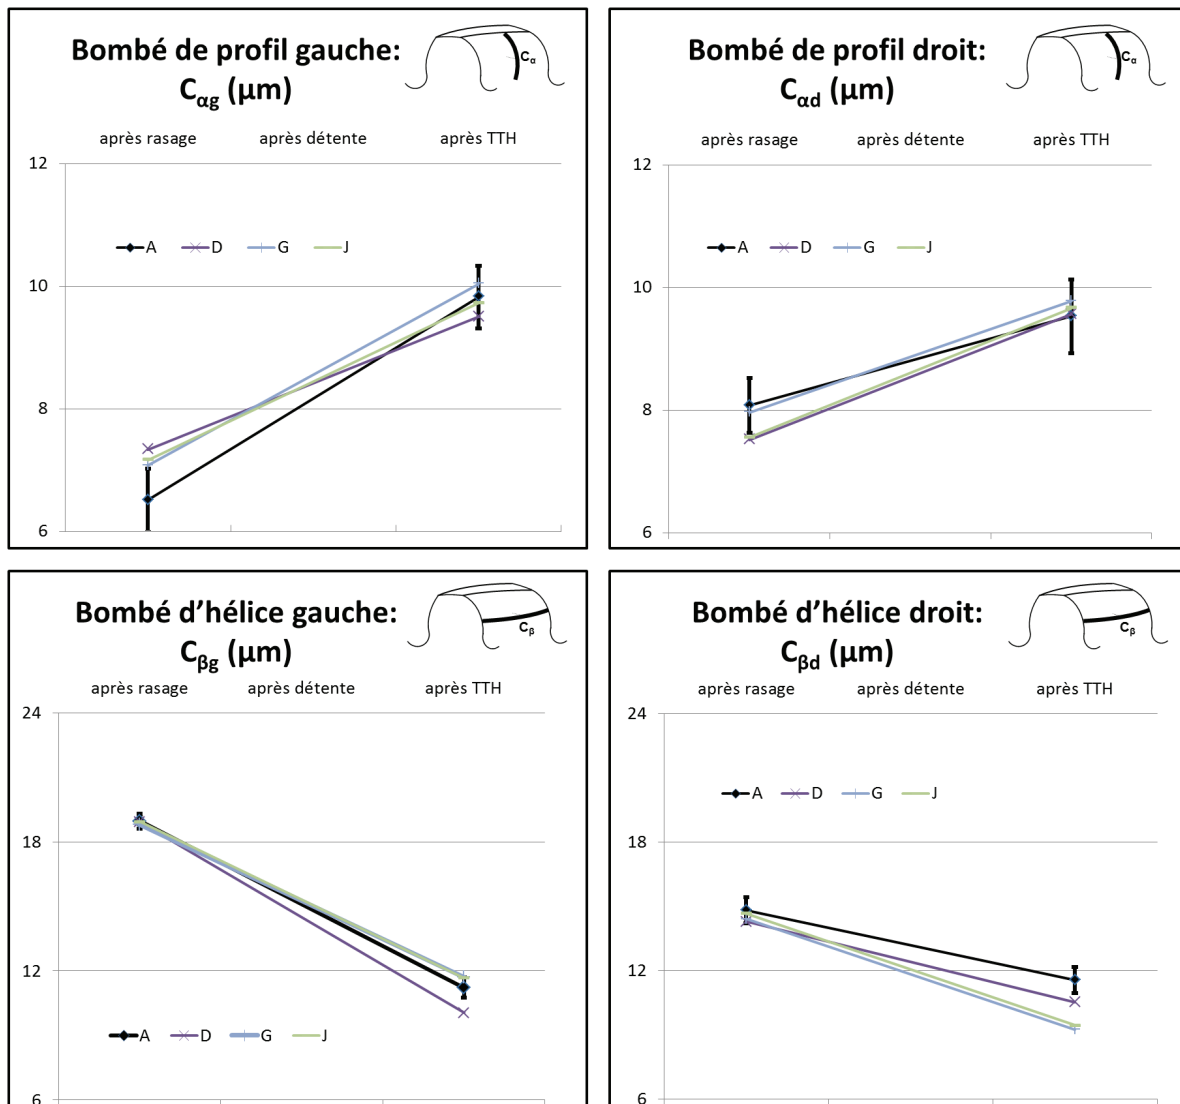 Bombé de profil gauche:
Cαg (µm)
Cα
après rasage après détente après TTH
12
A D G J
10
8
6
Bombé de profil droit:
Cαd (µm)
Cα
après rasage après détente après TTH
12
A D G J
10
8
6
Bombé d’hélice gauche:
Cβg (µm)
Cβ
après rasage après détente après TTH
24
18
12
A D G J
6
Bombé d’hélice droit:
Cβd (µm)
Cβ
après rasage après détente après TTH
24
A D G J
18
12
6